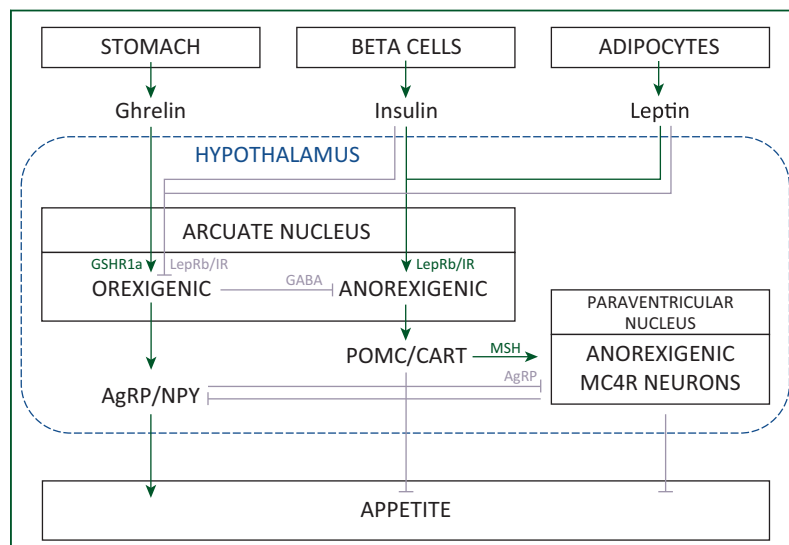 STOMACH
BETA CELLS
ADIPOCYTES
Ghrelin
Insulin
Leptin
HYPOTHALAMUS
ARCUATE NUCLEUS
GSHR1a
LepRb/IR
LepRb/IR
OREXIGENIC
GABA
ANOREXIGENIC
PARAVENTRICULAR
NUCLEUS
POMC/CART
MSH
ANOREXIGENIC
MC4R NEURONS
AgRP
AgRP/NPY
APPETITE